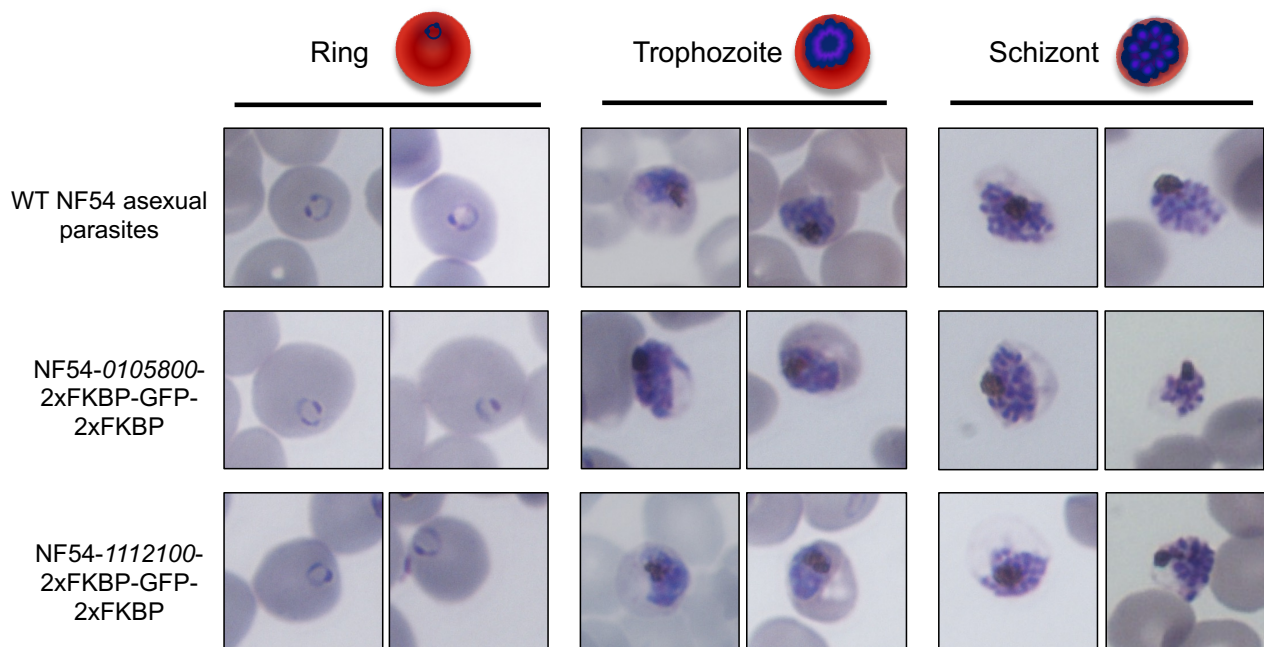 Ring
Trophozoite
Schizont
WT NF54 asexual
parasites
NF54-0105800-
2xFKBP-GFP-
2xFKBP
NF54-1112100-
2xFKBP-GFP-
2xFKBP